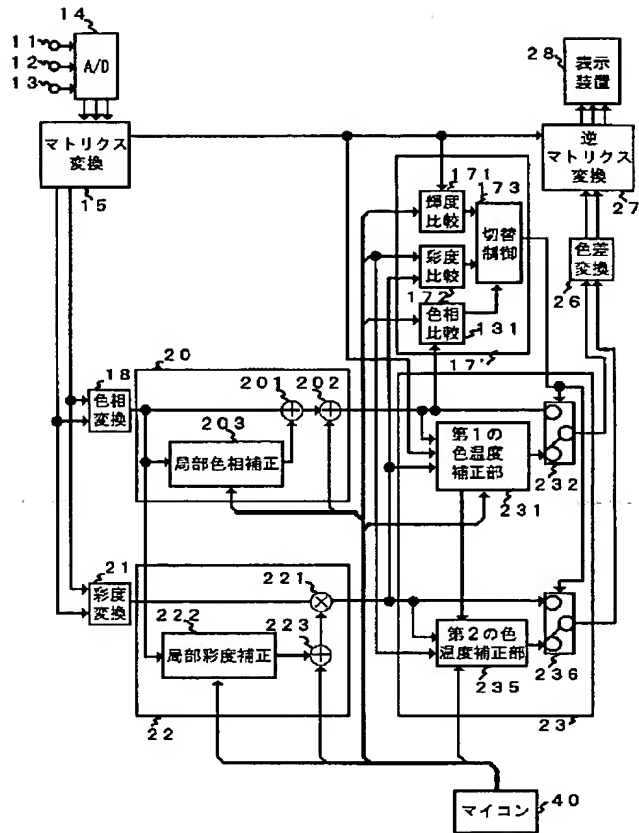 14
11
12
13
A/D
28
表示
装置
マトリクス
変換
15
逆
マトリクス
変換
27
171
173
輝度
比較
切替
制御
彩度
比較
172
色相
比較
131
17'
色差
変換
26
18
色相
変換
20
201
202
203
局部色相補正
第1の
色温度
補正部
231
232
21
彩度
変換
221
222
223
局部彩度補正
22
第2の色
温度補正部
235
236
23
マイコン
40